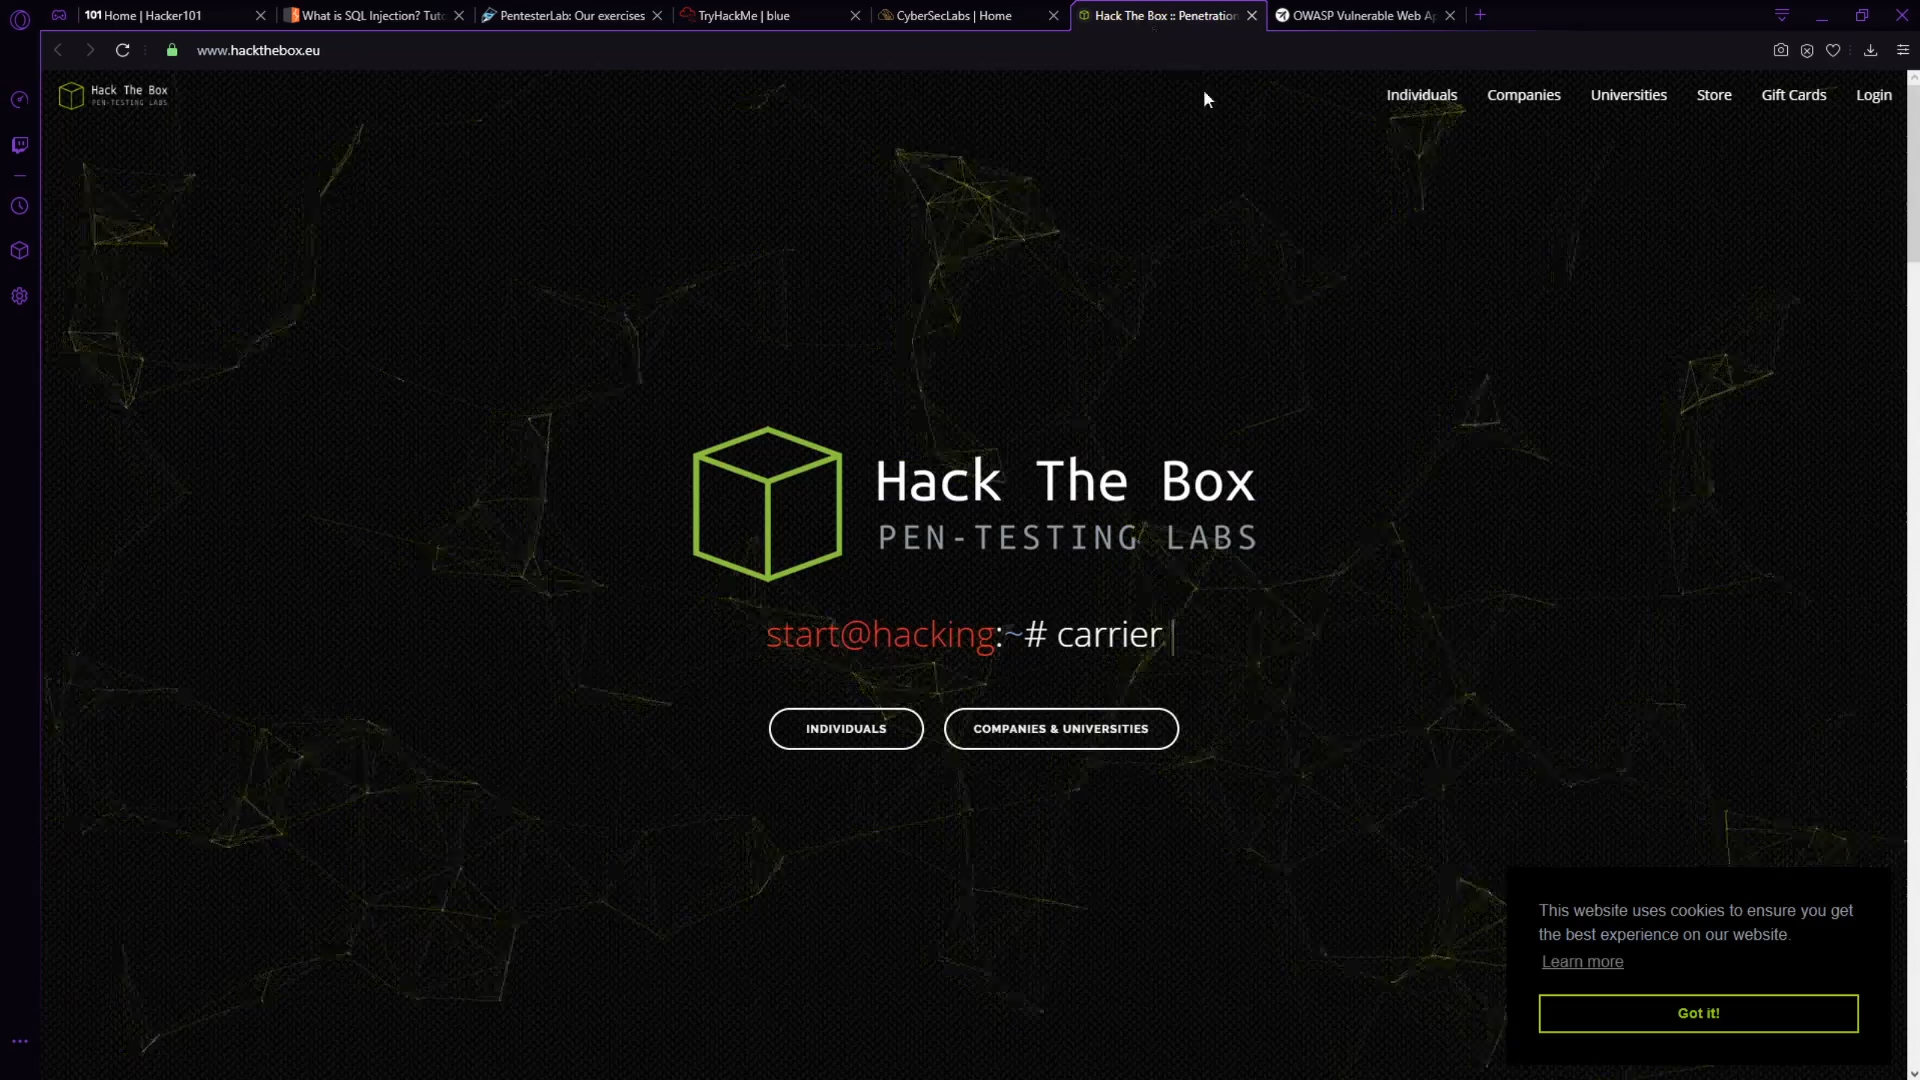 101 Home | Hacker101
What is SQL Injection? Tuto
PentesterLab: Our exercises
TryHackMe | blue
CyberSecLabs | Home
Hack The Box :: Penetration
OWASP Vulnerable Web Ap
www.hackthebox.eu
Hack The Box
PEN-TESTING LABS
Individuals
Companies
Universities
Store
Gift Cards
Login
Hack The Box
PEN-TESTING LABS
start@hacking:~# carrier |
INDIVIDUALS
COMPANIES & UNIVERSITIES
This website uses cookies to ensure you get
the best experience on our website.
Learn more
Got it!